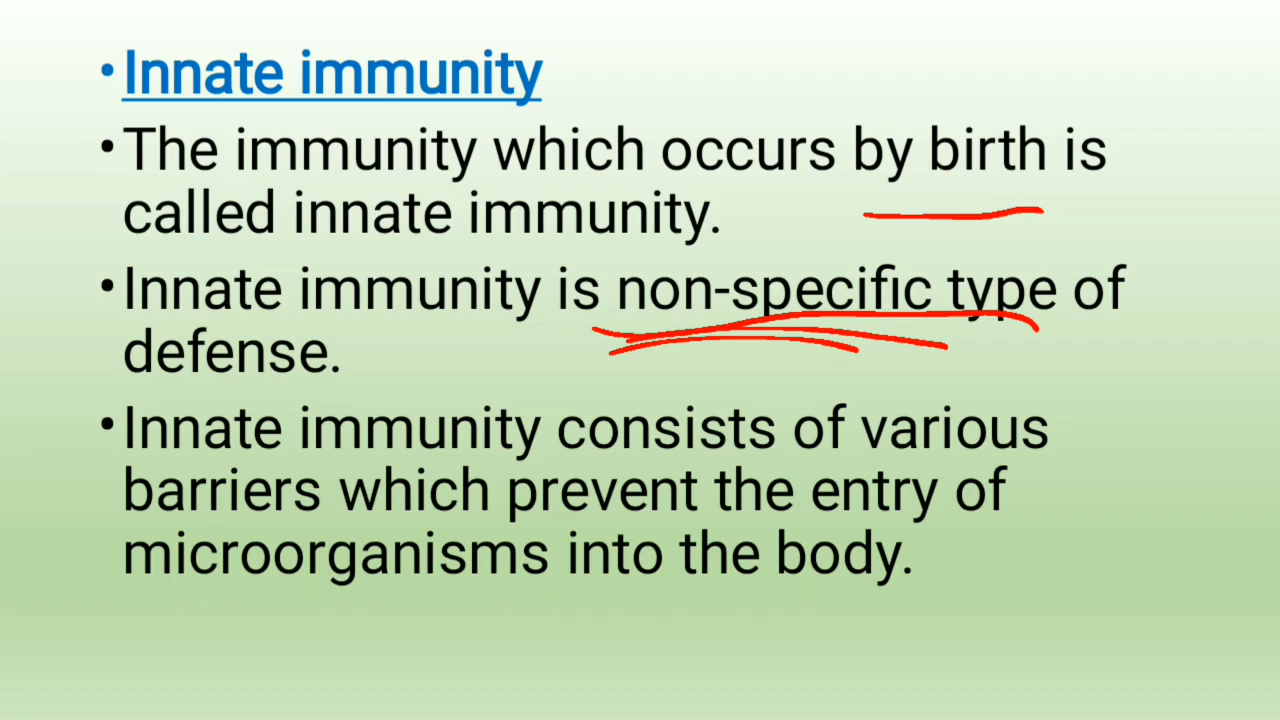 •Innate immunity
•The immunity which occurs by birth is
called innate immunity.
•Innate immunity is non-specific type of
defense.
•Innate immunity consists of various
barriers which prevent the entry of
microorganisms into the body.